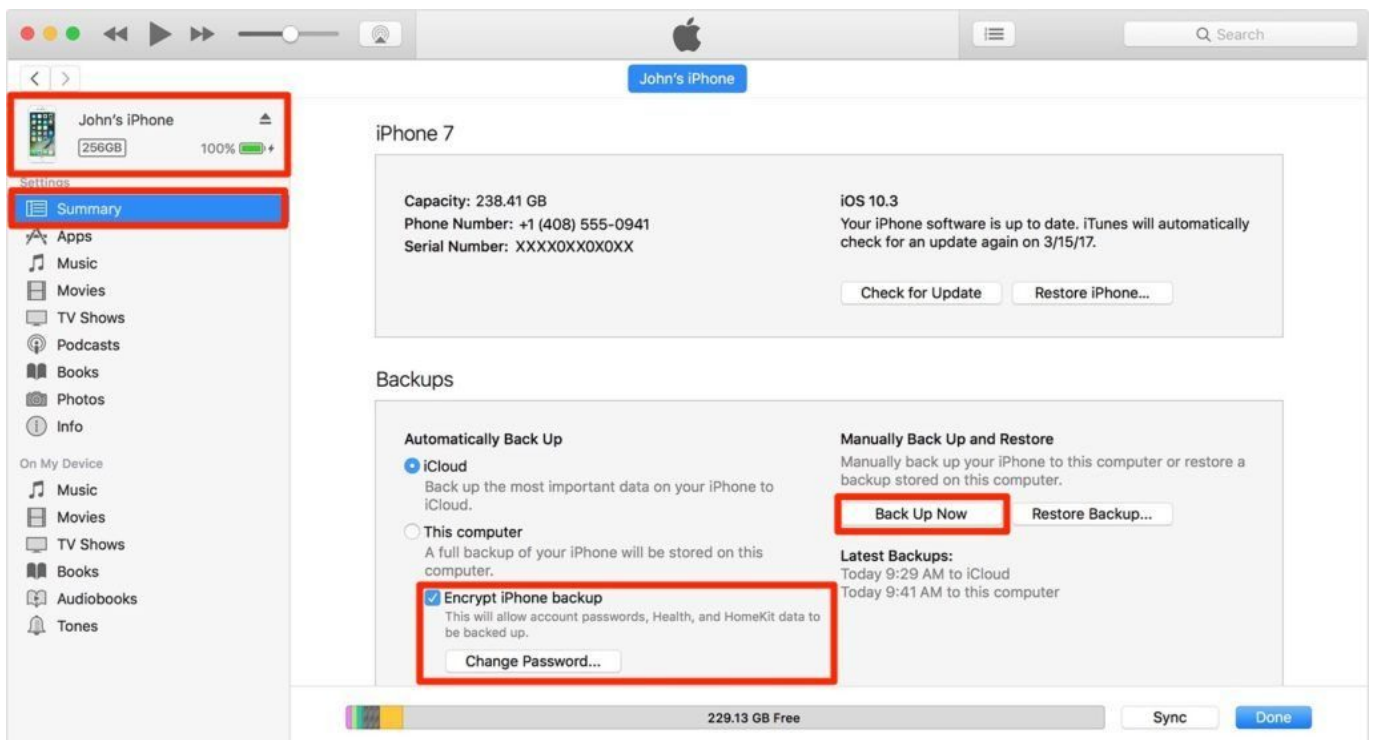 Search
John's iPhone
John's iPhone
256GB
100%
Settings
Summary
Apps
Music
Movies
TV Shows
Podcasts
Books
Photos
Info
On My Device
Music
Movies
TV Shows
Books
Audiobooks
Tones
iPhone 7
Capacity: 238.41 GB
Phone Number: +1 (408) 555-0941
Serial Number: XXXX0XX0X0XX
iOS 10.3
Your iPhone software is up to date. iTunes will automatically
check for an update again on 3/15/17.
Check for Update
Restore iPhone...
Backups
Automatically Back Up
iCloud
Back up the most important data on your iPhone to
iCloud.
This computer
A full backup of your iPhone will be stored on this
computer.
Encrypt iPhone backup
This will allow account passwords, Health, and HomeKit data to
be backed up.
Change Password...
Manually Back Up and Restore
Manually back up your iPhone to this computer or restore a
backup stored on this computer.
Back Up Now
Restore Backup...
Latest Backups:
Today 9:29 AM to iCloud
Today 9:41 AM to this computer
229.13 GB Free
Sync
Done